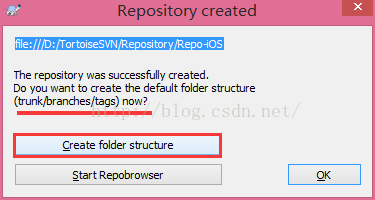 Repository created
file:///D:/TortoiseSVN/Repository/Repo-iOS
The repository was successfully created.
Do you want to create the default folder structure
(trunk/branches/tags) now?
http://blog.csdn.net/
Create folder structure
Start Repobrowser
OK